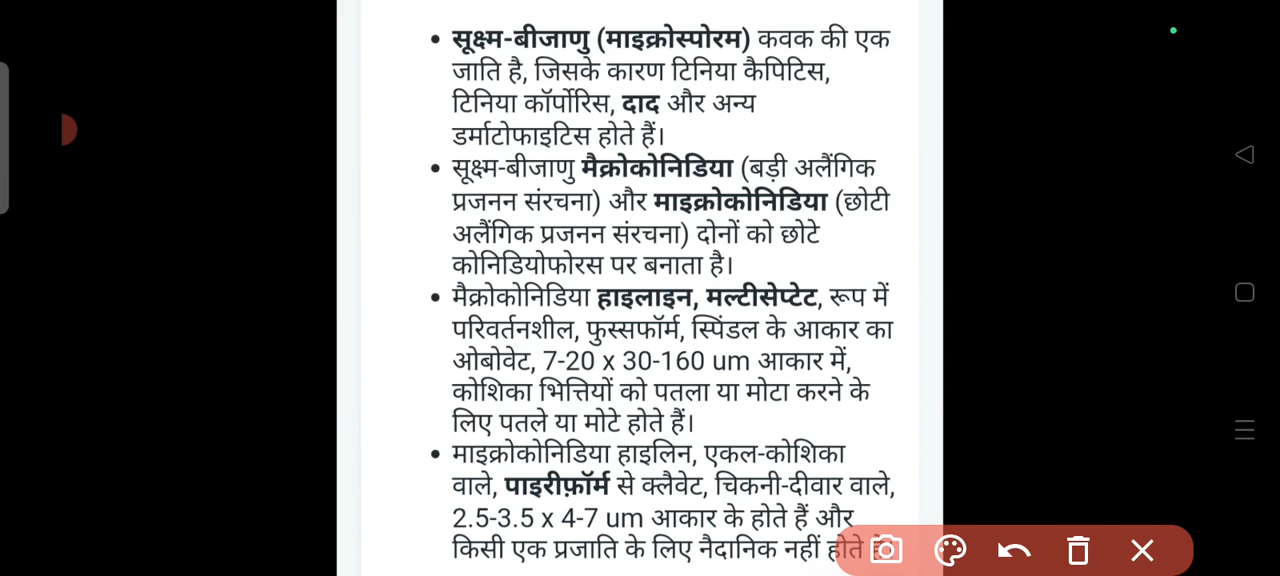 • सूक्ष्म-बीजाणु (माइक्रोस्पोरम) कवक की एक
जाति है, जिसके कारण टिनिया कैपिटिस,
टिनिया कॉर्पोरिस, दाद और अन्य
डर्माटोफाइटिस होते हैं।
• सूक्ष्म-बीजाणु मैक्रोकोनिडिया (बड़ी अलैंगिक
प्रजनन संरचना) और माइक्रोकोनिडिया (छोटी
अलैंगिक प्रजनन संरचना) दोनों को छोटे
कोनिडियोफोरस पर बनाता है।
• मैक्रोकोनिडिया हाइलाइन, मल्टीसेप्टेट, रूप में
परिवर्तनशील, फुस्सफॉर्म, स्पिंडल के आकार का
ओबोवेट, 7-20 x 30-160 um आकार में,
कोशिका भित्तियों को पतला या मोटा करने के
लिए पतले या मोटे होते हैं।
• माइक्रोकोनिडिया हाइलिन, एकल-कोशिका
वाले, पाइरीफ़ॉर्म से क्लैवेट, चिकनी-दीवार वाले,
2.5-3.5 x 4-7 um आकार के होते हैं और
किसी एक प्रजाति के लिए नैदानिक नहीं होते